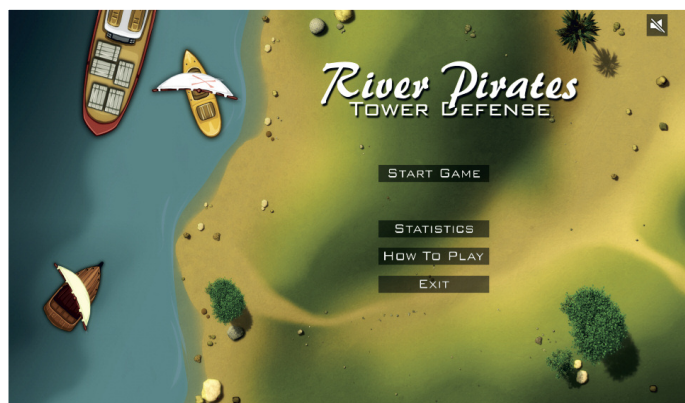 River Pirates
Tower Defense
Start Game
Statistics
How To Play
Exit